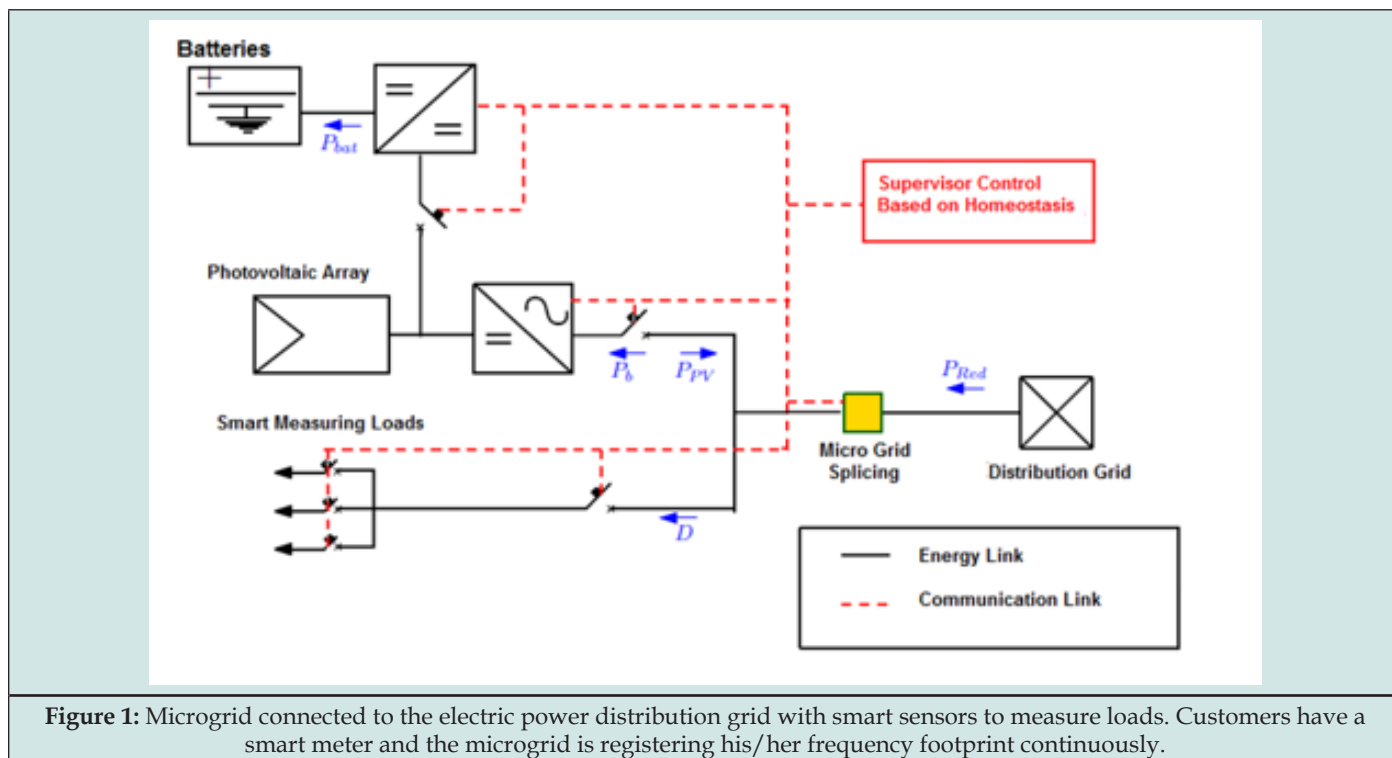 Batteries
P_bat
Supervisor Control
Based on Homeostasis
Photovoltaic Array
P_b
P_PV
P_Red
Smart Measuring Loads
Micro Grid
Splicing
Distribution Grid
D
Energy Link
Communication Link
Figure 1: Microgrid connected to the electric power distribution grid with smart sensors to measure loads. Customers have a
smart meter and the microgrid is registering his/her frequency footprint continuously.